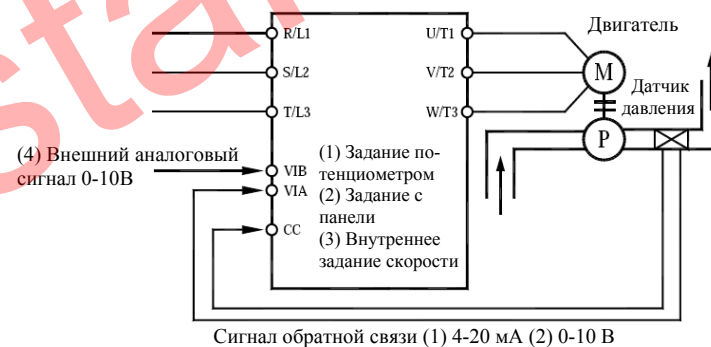 Двигатель
R/L1
U/T1
S/L2
V/T2
M
Датчик
давления
T/L3
W/T3
P
(4) Внешний аналоговый
сигнал 0-10В
VIB
VIA
CC
(1) Задание по-
тенциометром
(2) Задание с
панели
(3) Внутреннее
задание скорости
Сигнал обратной связи (1) 4-20 мА (2) 0-10 В